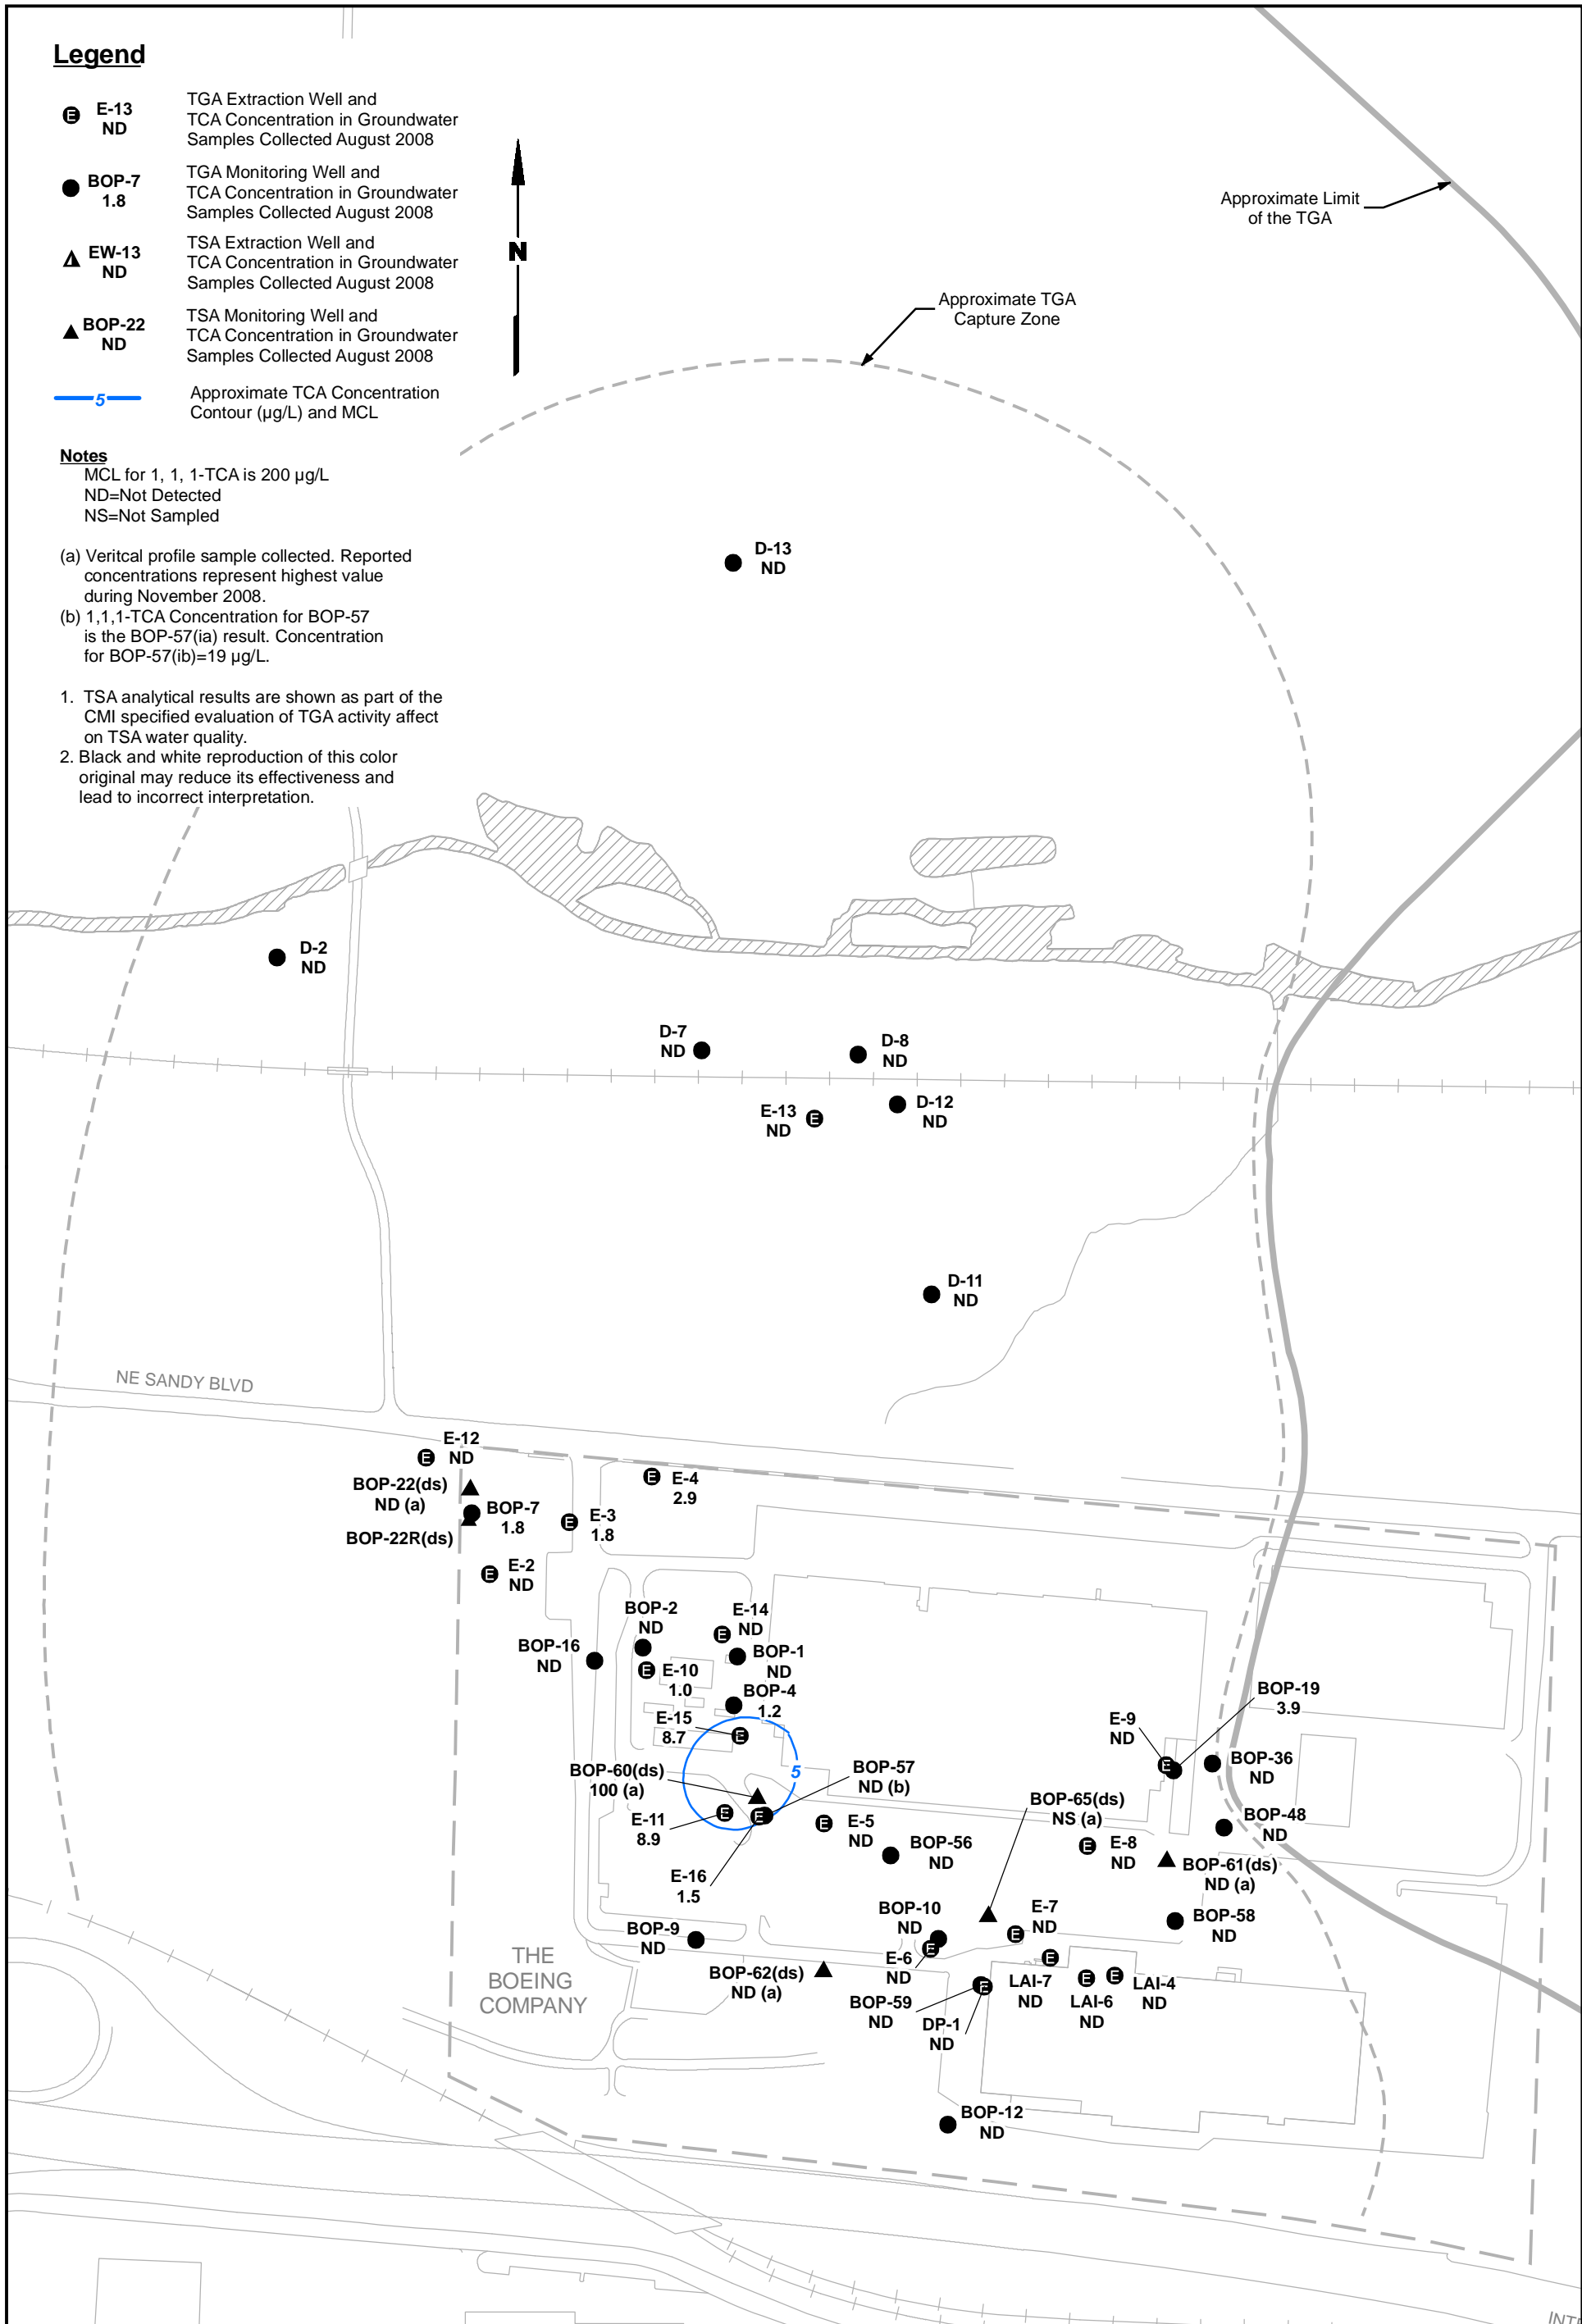 Legend
E
E-13
ND
TGA Extraction Well and
TCA Concentration in Groundwater
Samples Collected August 2008
BOP-7
1.8
TGA Monitoring Well and
TCA Concentration in Groundwater
Samples Collected August 2008
EW-13
ND
TSA Extraction Well and
TCA Concentration in Groundwater
Samples Collected August 2008
BOP-22
ND
TSA Monitoring Well and
TCA Concentration in Groundwater
Samples Collected August 2008
5
Approximate TCA Concentration
Contour (µg/L) and MCL
N
Notes
MCL for 1, 1, 1-TCA is 200 µg/L
ND=Not Detected
NS=Not Sampled
(a) Veritcal profile sample collected. Reported
concentrations represent highest value
during November 2008.
(b) 1,1,1-TCA Concentration for BOP-57
is the BOP-57(ia) result. Concentration
for BOP-57(ib)=19 µg/L.
1. TSA analytical results are shown as part of the
CMI specified evaluation of TGA activity affect
on TSA water quality.
2. Black and white reproduction of this color
original may reduce its effectiveness and
lead to incorrect interpretation.
Approximate Limit
of the TGA
Approximate TGA
Capture Zone
D-13
ND
D-2
ND
D-7
ND
D-8
ND
D-12
ND
E-13
ND
E
D-11
ND
NE SANDY BLVD
E-12
ND
E
BOP-22(ds)
ND (a)
BOP-7
1.8
BOP-22R(ds)
E
E-4
2.9
E
E-3
1.8
E
E-2
ND
BOP-2
ND
E-14
ND
E
BOP-16
ND
BOP-1
ND
E
E-10
1.0
BOP-4
1.2
E-15
8.7
E
5
BOP-60(ds)
100 (a)
BOP-57
ND (b)
E-11
8.9
E
E
E-16
1.5
E
E-5
ND
BOP-56
ND
BOP-19
3.9
E-9
ND
E
BOP-36
ND
BOP-65(ds)
NS (a)
BOP-48
ND
E
E-8
ND
BOP-61(ds)
ND (a)
BOP-58
ND
BOP-10
ND
E-7
ND
E
BOP-9
ND
E
E-6
ND
BOP-62(ds)
ND (a)
E
LAI-7
ND
E
LAI-6
ND
E
LAI-4
ND
BOP-59
ND
E
DP-1
ND
THE
BOEING
COMPANY
BOP-12
ND